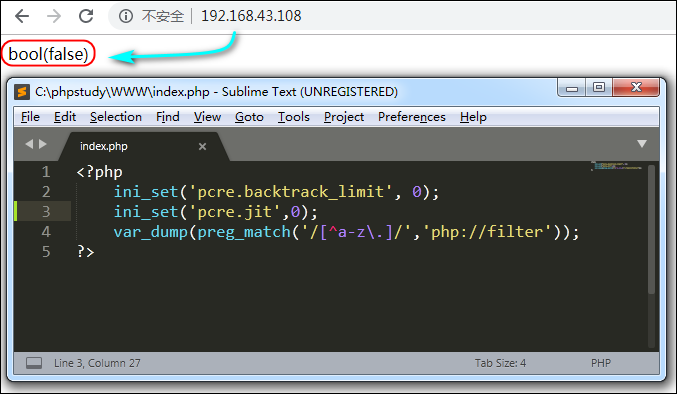 不安全 | 192.168.43.108
bool(false)
C:\phpstudy\WWW\index.php - Sublime Text (UNREGISTERED)
File Edit Selection Find View Goto Tools Project Preferences Help
index.php
1 <?php
2 ini_set('pcre.backtrack_limit', 0);
3 ini_set('pcre.jit',0);
4 var_dump(preg_match('/[^a-z\.]/','php://filter'));
5 ?>
Line 3, Column 27 Tab Size: 4 PHP